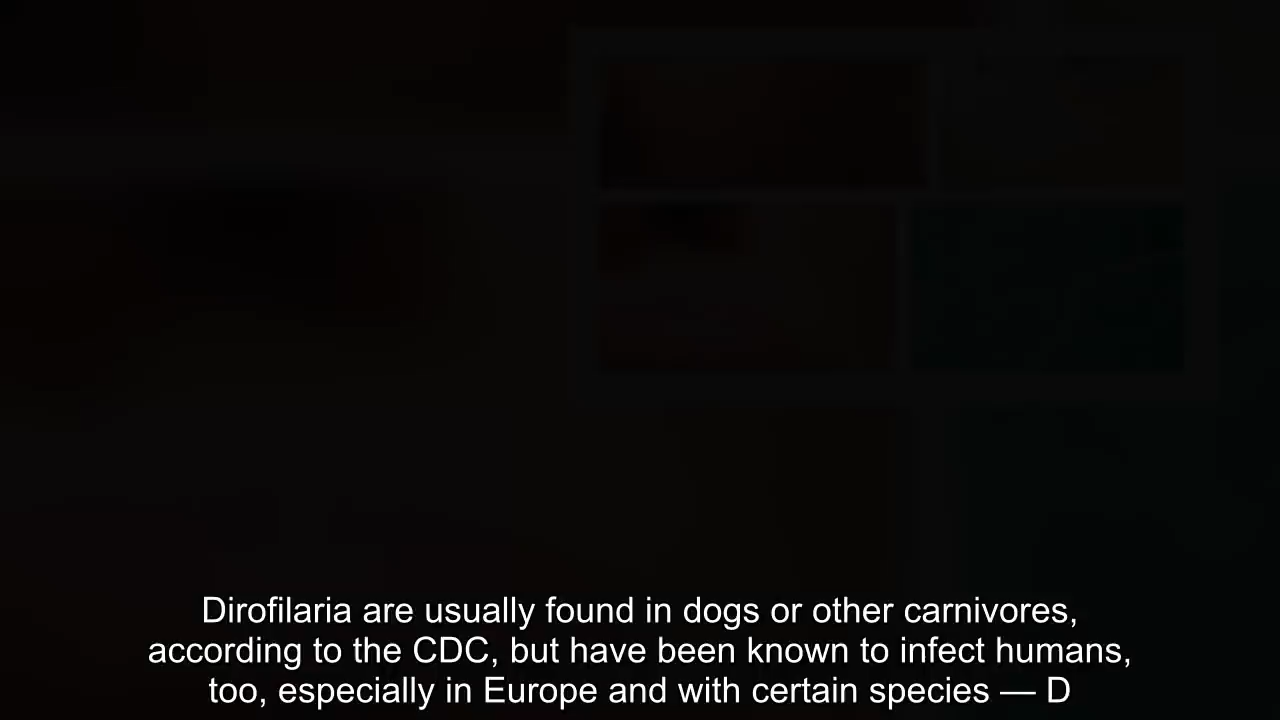 Dirofilaria are usually found in dogs or other carnivores,
according to the CDC, but have been known to infect humans,
too, especially in Europe and with certain species — D